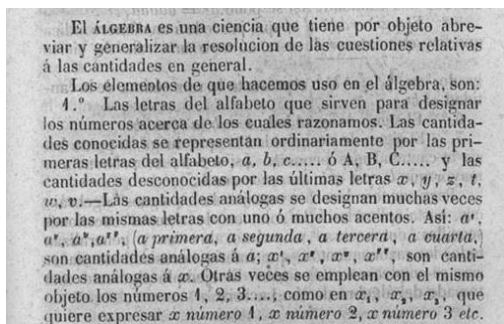 El ÁLGEBRA es una ciencia que tiene por objeto abre-
viar y generalizar la resolucion de las cuestiones relativas
á las cantidades en general.
Los elementos de que hacemos uso en el álgebra, son:
1.º Las letras del alfabeto que sirven para designar
los números acerca de los cuales razonamos. Las cantida-
des conocidas se representan ordinariamente por las pri-
meras letras del alfabeto, a, b, c..... ó A, B, C..... y las
cantidades desconocidas por las últimas letras x, y, z, t,
w, v.—Las cantidades análogas se designan muchas veces
por las mismas letras con uno ó muchos acentos. Así: a',
(a primera, a segunda, a tercera, a cuarta,)
son cantidades análogas á a; son canti-
dades análogas á x. Otras veces se emplean con el mismo
objeto los números 1, 2, 3...., como en x₁, x₂, x₃, que
quiere expresar x número 1, x número 2, x número 3 etc.